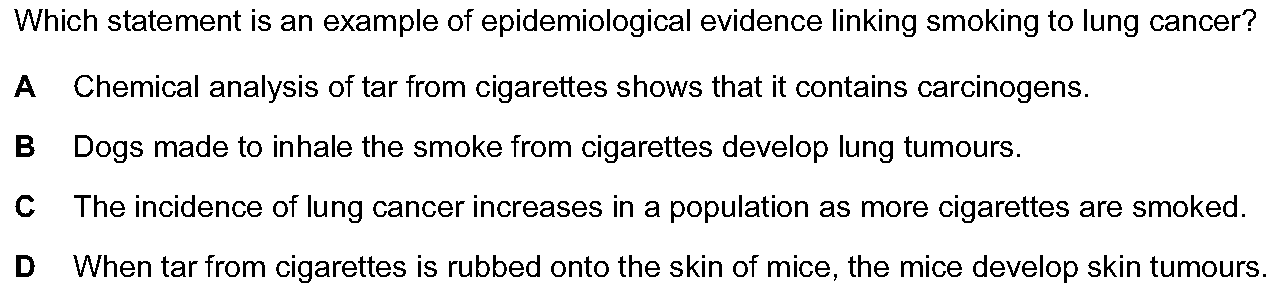 Which statement is an example of epidemiological evidence linking smoking to lung cancer?
A Chemical analysis of tar from cigarettes shows that it contains carcinogens.
B Dogs made to inhale the smoke from cigarettes develop lung tumours.
C The incidence of lung cancer increases in a population as more cigarettes are smoked.
D When tar from cigarettes is rubbed onto the skin of mice, the mice develop skin tumours.